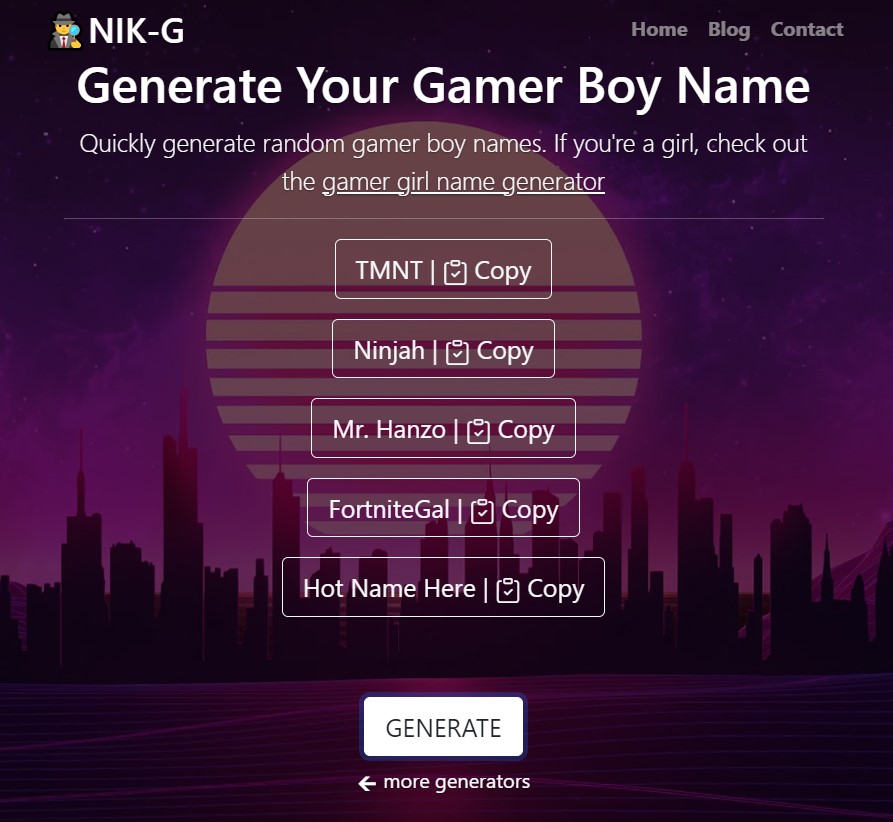 NIK-G
Home Blog Contact
Generate Your Gamer Boy Name
Quickly generate random gamer boy names. If you're a girl, check out
the gamer girl name generator
TMNT | Copy
Ninjah | Copy
Mr. Hanzo | Copy
FortniteGal | Copy
Hot Name Here | Copy
GENERATE
more generators